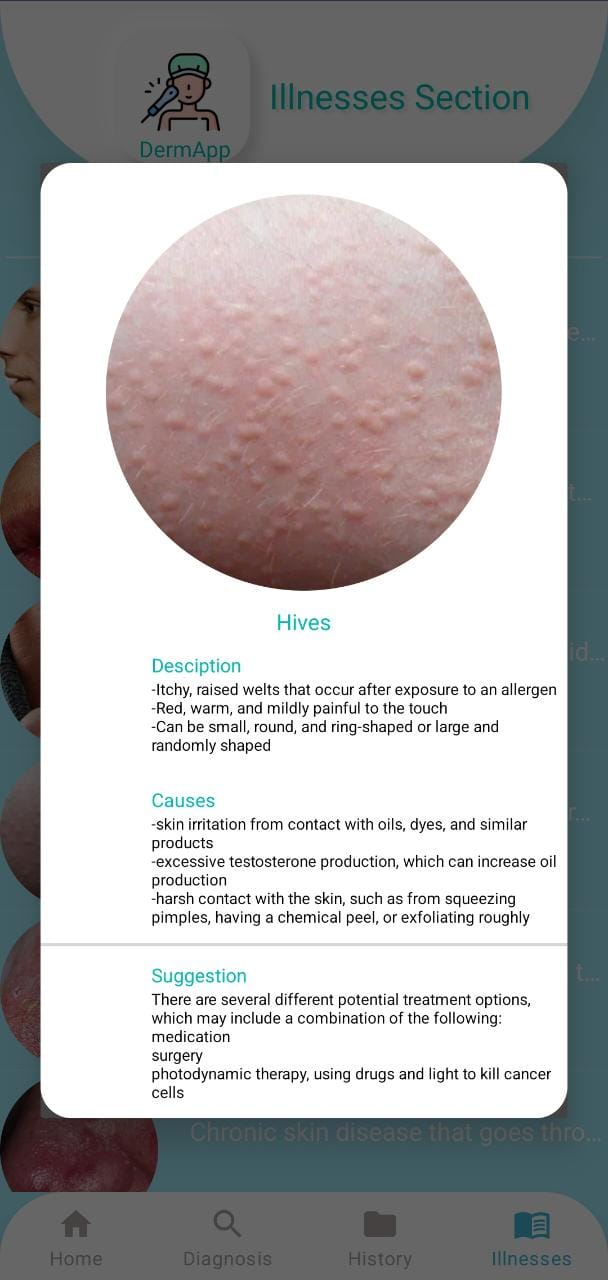 Illnesses Section
DermApp
e...
t...
id...
r...
t...
Hives
Desciption
-Itchy, raised welts that occur after exposure to an allergen
-Red, warm, and mildly painful to the touch
-Can be small, round, and ring-shaped or large and
randomly shaped
Causes
-skin irritation from contact with oils, dyes, and similar
products
-excessive testosterone production, which can increase oil
production
-harsh contact with the skin, such as from squeezing
pimples, having a chemical peel, or exfoliating roughly
Suggestion
There are several different potential treatment options,
which may include a combination of the following:
medication
surgery
photodynamic therapy, using drugs and light to kill cancer
cells
Chronic skin disease that goes thro...
Home
Diagnosis
History
Illnesses